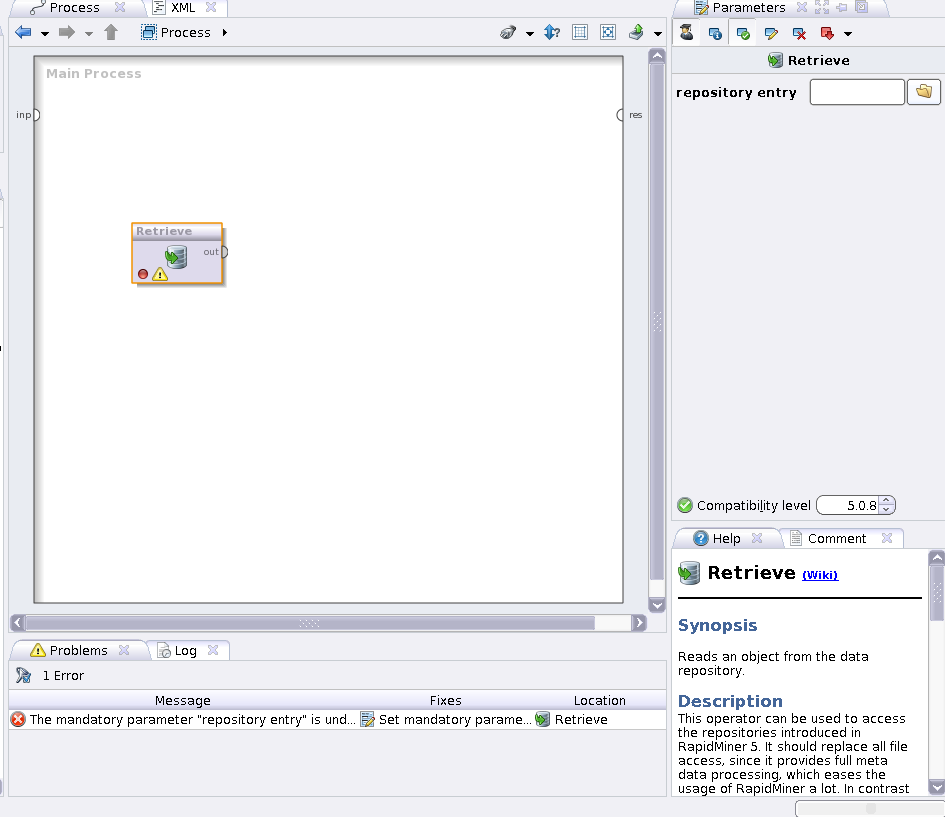 Process
XML
Process
Main Process
inp
res
Retrieve
out
Problems
Log
1 Error
Message Fixes Location
The mandatory parameter "repository entry" is und... Set mandatory parame... Retrieve
Parameters
Retrieve
repository entry
Compatibility level 5.0.8
Help
Comment
Retrieve (Wiki)
Synopsis
Reads an object from the data
repository.
Description
This operator can be used to access
the repositories introduced in
RapidMiner 5. It should replace all file
access, since it provides full meta
data processing, which eases the
usage of RapidMiner a lot. In contrast